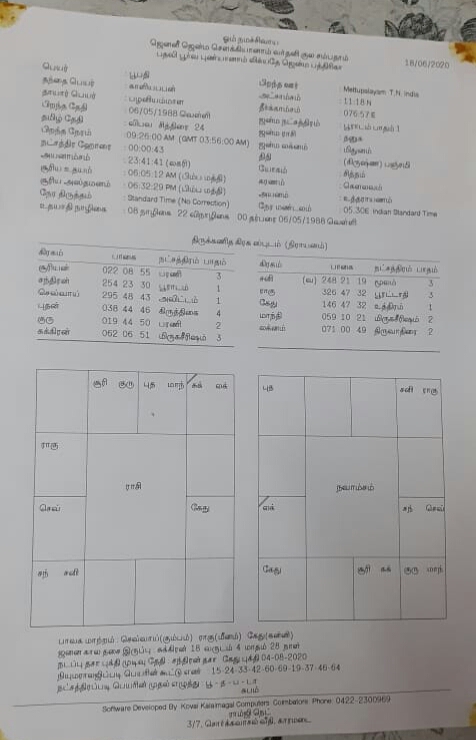 ஓம் நமச்சிவாய
ஜெனனீ ஜென்ம சௌக்கியானாம் வர்தனி குல சம்பதாம்
பதவி பூர்வ புண்யானாம் லிக்யதே ஜென்ம பத்திரிகா
18/06/2020
பெயர் : பூபதி
தந்தை பெயர் : காளியப்பன்
தாயார் பெயர் : பழனியம்மாள
பிறந்த தேதி : 06/05/1988 வெள்ளி
தமிழ் தேதி : விபவ சித்திரை 24
பிறந்த நேரம் : 09:26:00 AM (GMT 03:56:00 AM)
நட்சத்திர ஹோரை : 00:00:43
அயனாம்சம் : 23:41:41 (லகரி)
சூரிய உதயம் : 06:05:12 AM (பிம்ப மத்தி)
சூரிய அஸ்தமனம் : 06:32:29 PM (பிம்ப மத்தி)
நேர திருத்தம் : Standard Time (No Correction)
உதயாதி நாழிகை : 08 நாழிகை 22 விநாழிகை 00 தற்பரை 06/05/1988 வெள்ளி
பிறந்த ஊர் : Mettupalayam T.N. India
அட்சாம்சம் : 11:18 N
தீர்க்காம்சம் : 076:57 E
ஜன்ம நட்சத்திரம் : பூராடம் பாதம் 1
ஜன்ம ராசி : தனுசு
ஜன்ம லக்னம் : மிதுனம்
திதி : (கிருஷ்ண) பஞ்சமி
யோகம் : சித்தம்
கரணம் : கௌலவம்
அயனம் : உத்தராயனம்
நேர மண்டலம் : 05.30E Indian Standard Time
திருக்கணித கிரக ஸ்புடம் (நிராயனம்)
கிரகம் பாகை நட்சத்திரம் பாதம்
சூரியன் 022 08 55 பரணி 3
சந்திரன் 254 23 30 பூராடம் 1
செவ்வாய் 295 48 43 அவிட்டம் 1
புதன் 038 44 46 கிருத்திகை 4
குரு 019 44 50 பரணி 2
சுக்கிரன் 062 06 51 மிருகசீரிஷம் 3
கிரகம் பாகை நட்சத்திரம் பாதம்
சனி (வ) 248 21 19 மூலம் 3
ராகு 326 47 32 பூரட்டாதி 3
கேது 146 47 32 உத்திரம் 1
மாந்தி 059 10 21 மிருகசீரிஷம் 2
லக்னம் 071 00 49 திருவாதிரை 2
சூரி குரு புத மாந் சுக் லக்
ராகு
ராசி
செவ் கேது
சந் சனி
புத சனி ராகு
நவாம்சம்
லக் சந் செவ்
கேது சூரி சுக் குரு மாந்
பாவக மாற்றம் : செவ்வாய்(கும்பம்) ராகு(மீனம்) கேது(கன்னி)
ஜனன கால தசை இருப்பு : சுக்கிரன் 18 வருடம் 4 மாதம் 28 நாள்
நடப்பு தசா புக்தி முடிவு தேதி : சந்திரன் தசா கேது புக்தி 04-08-2020
நியுமராலஜிப்படி பெயரின் கூட்டு எண் : 15-24-33-42-60-69-19-37-46-64
நட்சத்திரப்படி பெயரின் முதல் எழுத்து : பூ - த - ப - டா
சுபம்
Software Developed By Kovai Kalaimagal Computers Coimbatore Phone: 0422-2300969
ராம்ஜி நெட்
3/7, சொர்க்கவாசல் வீதி, காரமடை